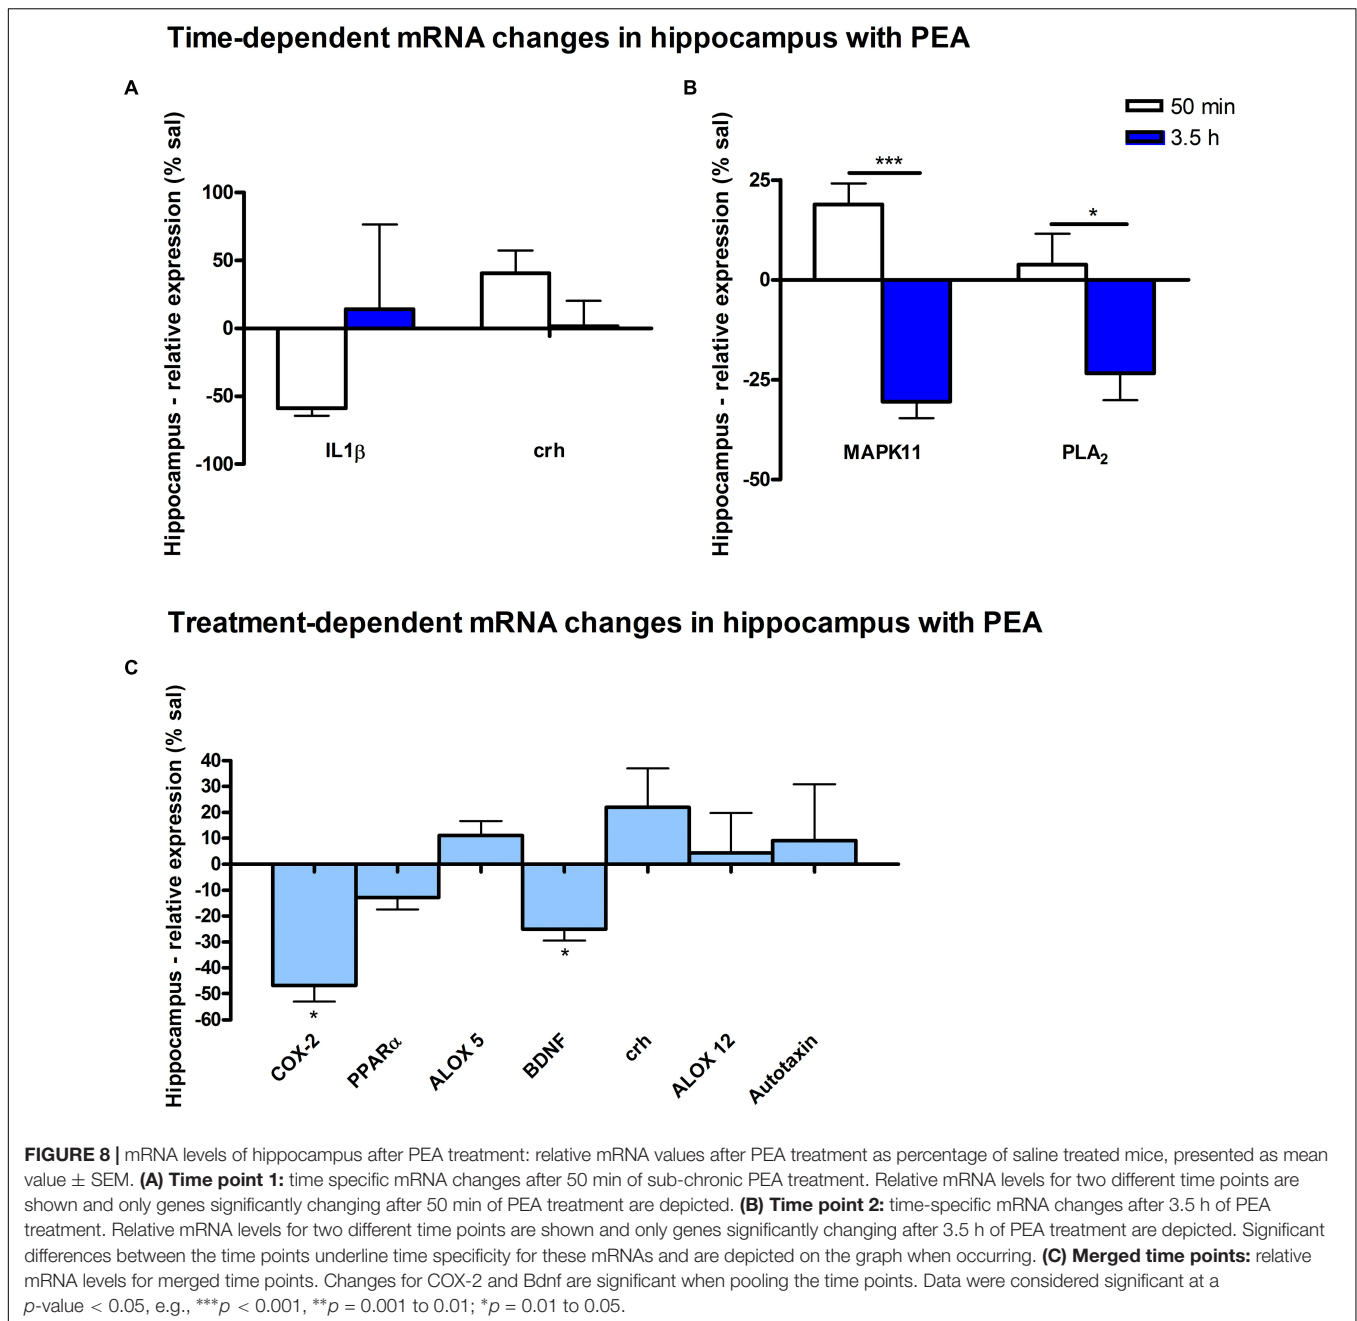 Time-dependent mRNA changes in hippocampus with PEA
A
Hippocampus - relative expression (% sal)
100
50
0
-50
-100
IL1β
crh
B
Hippocampus - relative expression (% sal)
25
0
-25
-50
***
*
MAPK11
PLA₂
50 min
3.5 h
Treatment-dependent mRNA changes in hippocampus with PEA
C
Hippocampus - relative expression (% sal)
40
30
20
10
0
-10
-20
-30
-40
-50
-60
*
*
COX-2
PPARα
ALOX 5
BDNF
crh
ALOX 12
Autotaxin
FIGURE 8 | mRNA levels of hippocampus after PEA treatment: relative mRNA values after PEA treatment as percentage of saline treated mice, presented as mean
value ± SEM. (A) Time point 1: time specific mRNA changes after 50 min of sub-chronic PEA treatment. Relative mRNA levels for two different time points are
shown and only genes significantly changing after 50 min of PEA treatment are depicted. (B) Time point 2: time-specific mRNA changes after 3.5 h of PEA
treatment. Relative mRNA levels for two different time points are shown and only genes significantly changing after 3.5 h of PEA treatment are depicted. Significant
differences between the time points underline time specificity for these mRNAs and are depicted on the graph when occurring. (C) Merged time points: relative
mRNA levels for merged time points. Changes for COX-2 and Bdnf are significant when pooling the time points. Data were considered significant at a
p-value < 0.05, e.g., ***p < 0.001, **p = 0.001 to 0.01; *p = 0.01 to 0.05.